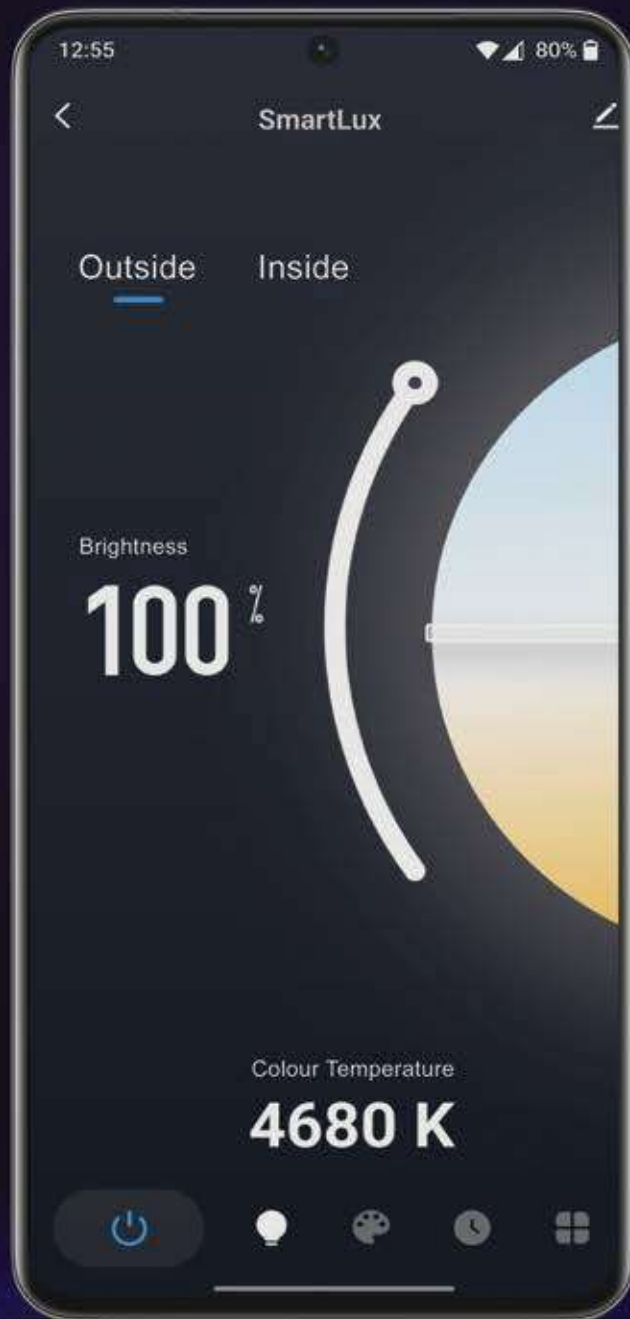 12:55
80%
SmartLux
Outside Inside
Brightness
100 %
Colour Temperature
4680 K